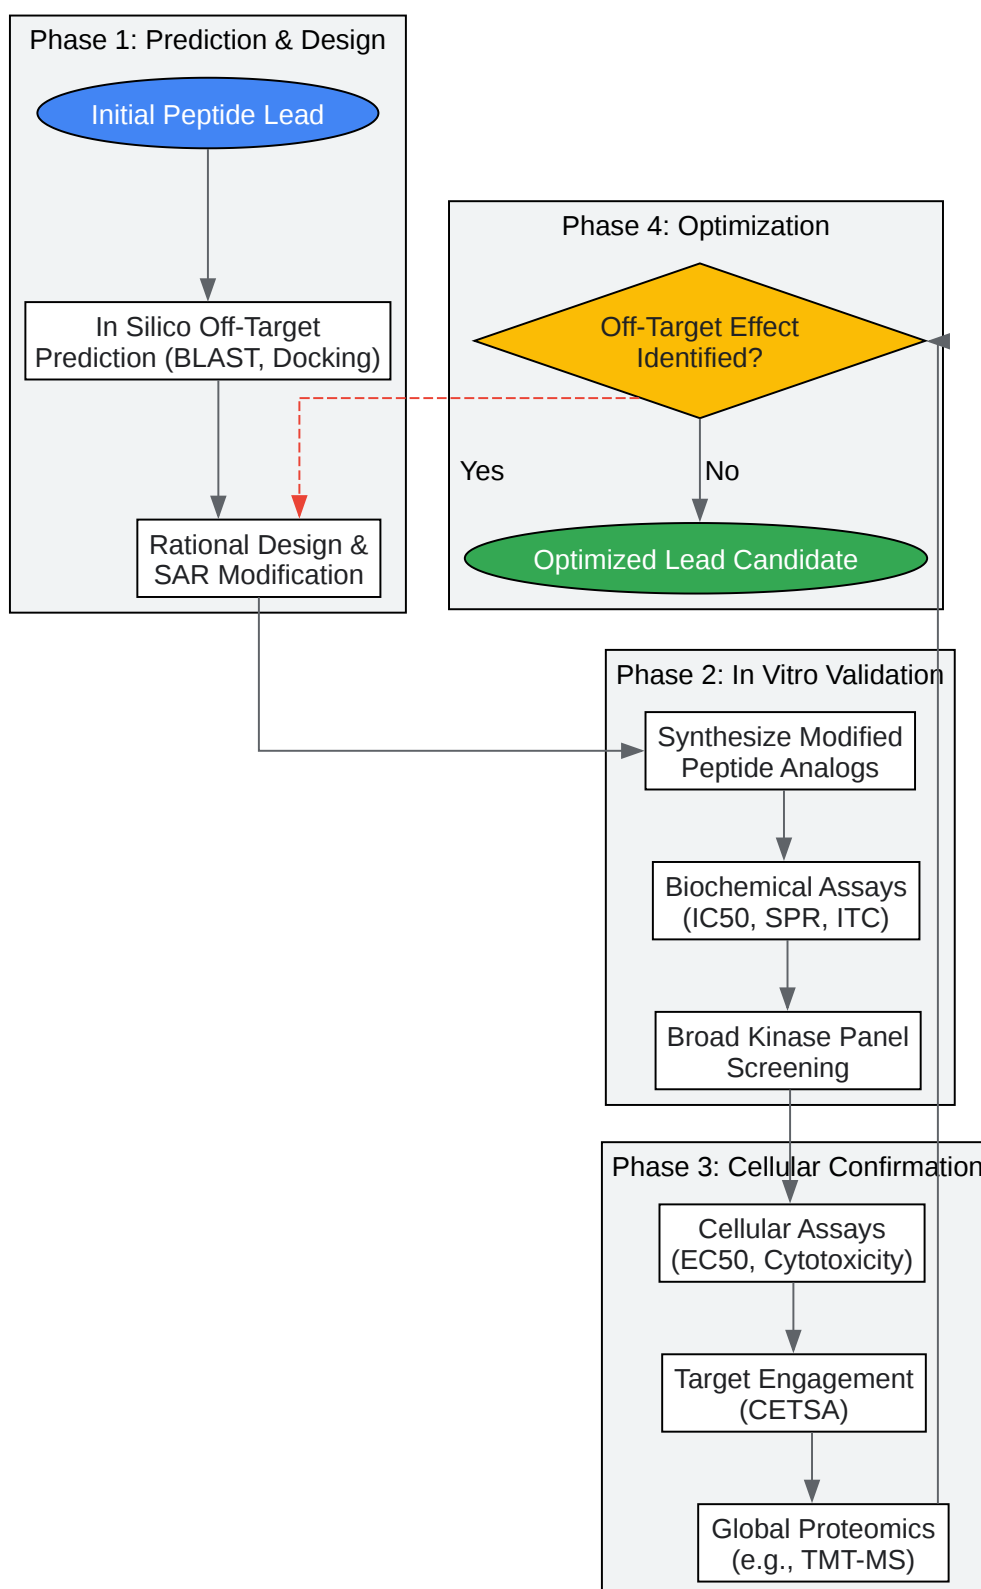 Phase 1: Prediction & Design
Initial Peptide Lead
In Silico Off-Target
Prediction (BLAST, Docking)
Rational Design &
SAR Modification
Phase 4: Optimization
Off-Target Effect
Identified?
Yes
No
Optimized Lead Candidate
Phase 2: In Vitro Validation
Synthesize Modified
Peptide Analogs
Biochemical Assays
(IC50, SPR, ITC)
Broad Kinase Panel
Screening
Phase 3: Cellular Confirmation
Cellular Assays
(EC50, Cytotoxicity)
Target Engagement
(CETSA)
Global Proteomics
(e.g., TMT-MS)